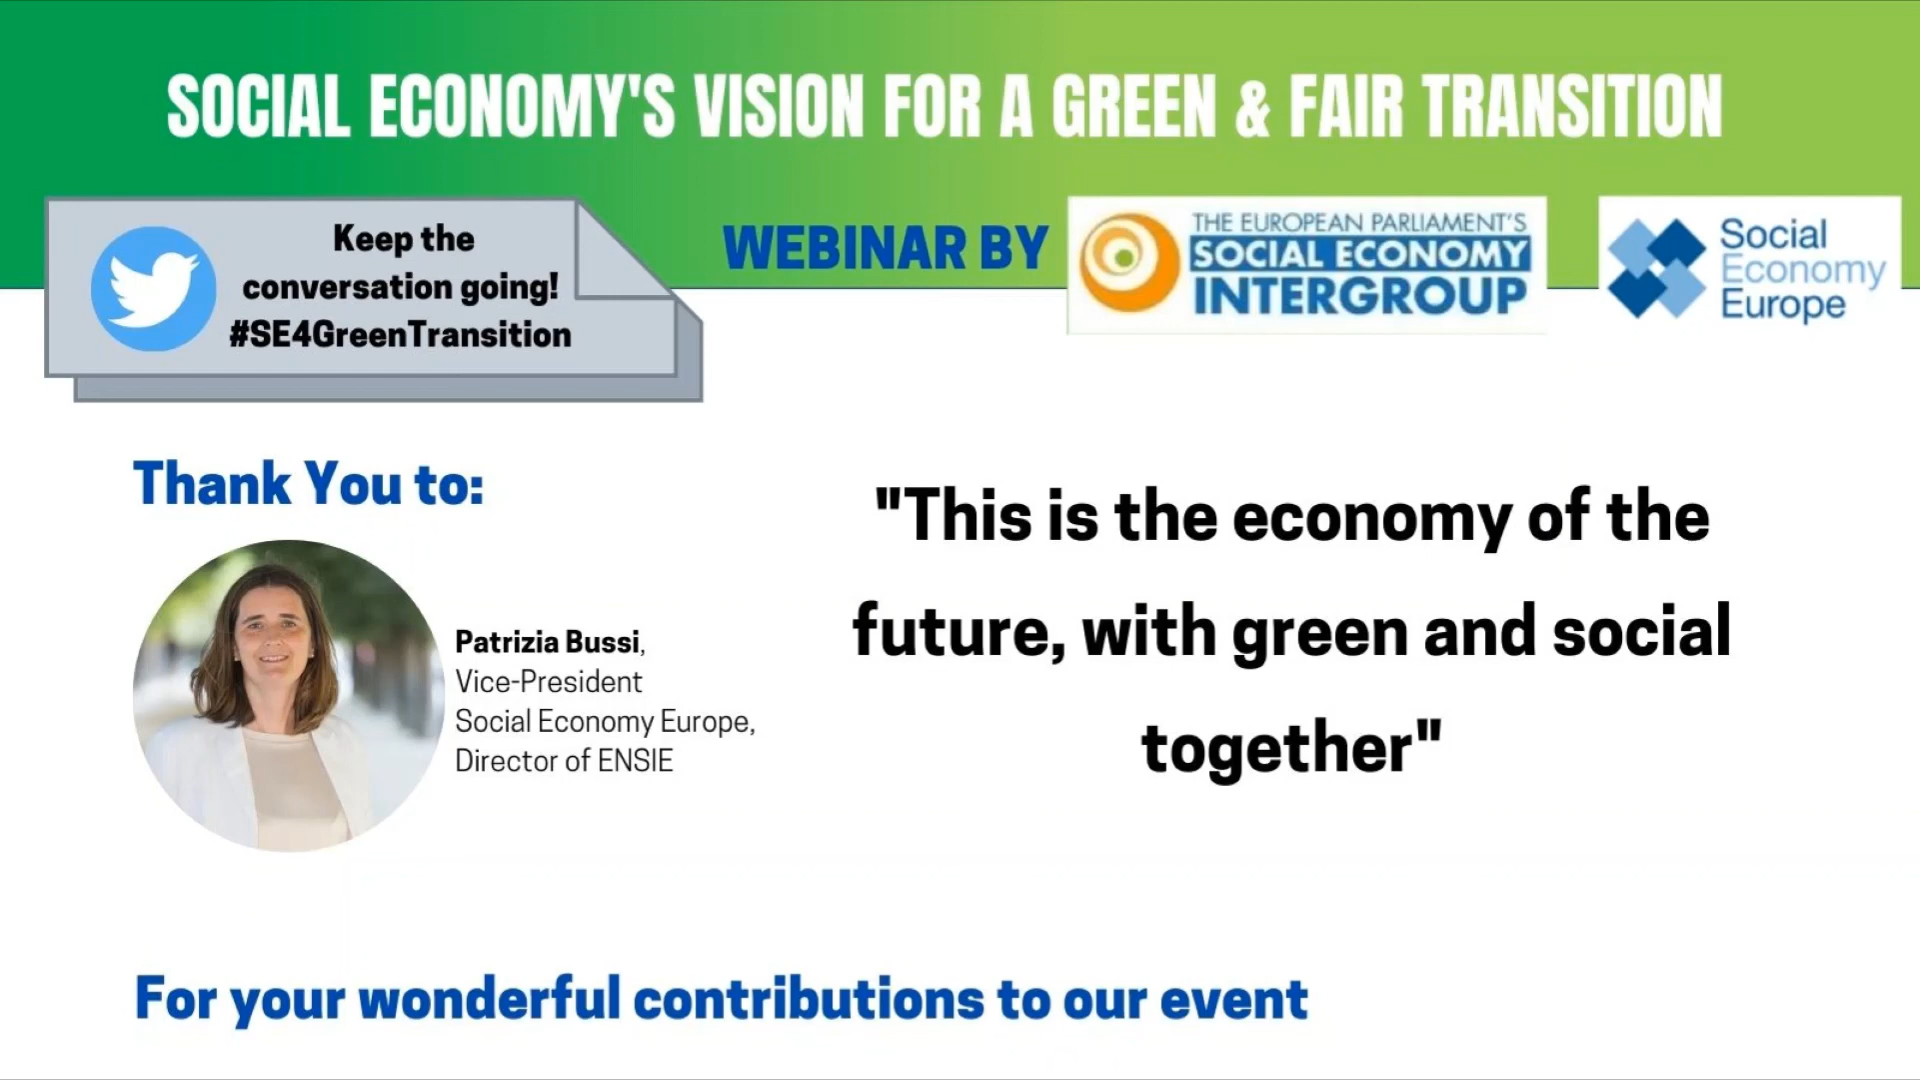 SOCIAL ECONOMY'S VISION FOR A GREEN & FAIR TRANSITION
Keep the
conversation going!
#SE4GreenTransition
WEBINAR BY
THE EUROPEAN PARLIAMENT'S
SOCIAL ECONOMY
INTERGROUP
Social
Economy
Europe
Thank You to:
Patrizia Bussi,
Vice-President
Social Economy Europe,
Director of ENSIE
"This is the economy of the
future, with green and social
together"
For your wonderful contributions to our event